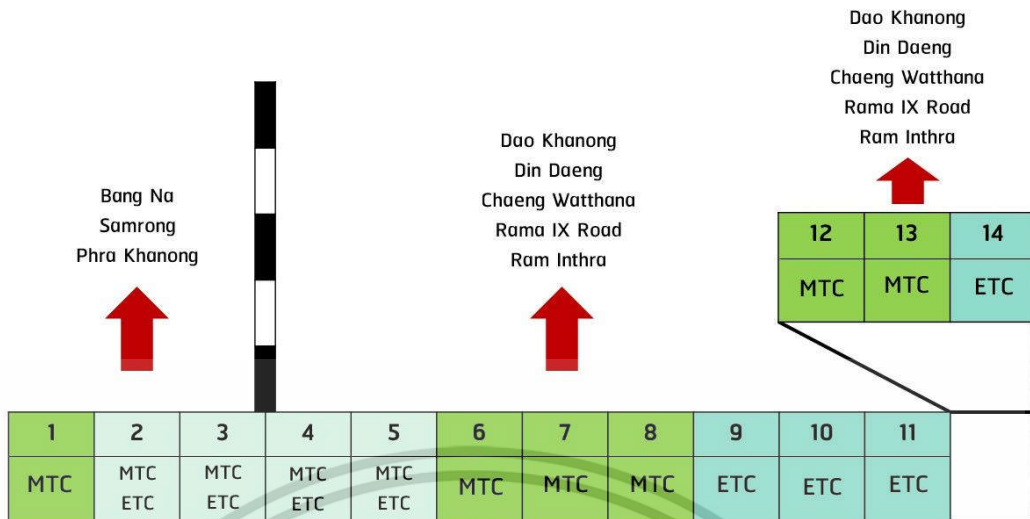 Dao Khanong
Din Daeng
Chaeng Watthana
Rama IX Road
Ram Inthra
Dao Khanong
Din Daeng
Chaeng Watthana
Rama IX Road
Ram Inthra
Bang Na
Samrong
Phra Khanong
12 13 14
MTC MTC ETC
1 2 3 4 5 6 7 8 9 10 11
MTC MTC MTC MTC MTC MTC MTC MTC ETC ETC ETC
ETC ETC ETC ETC